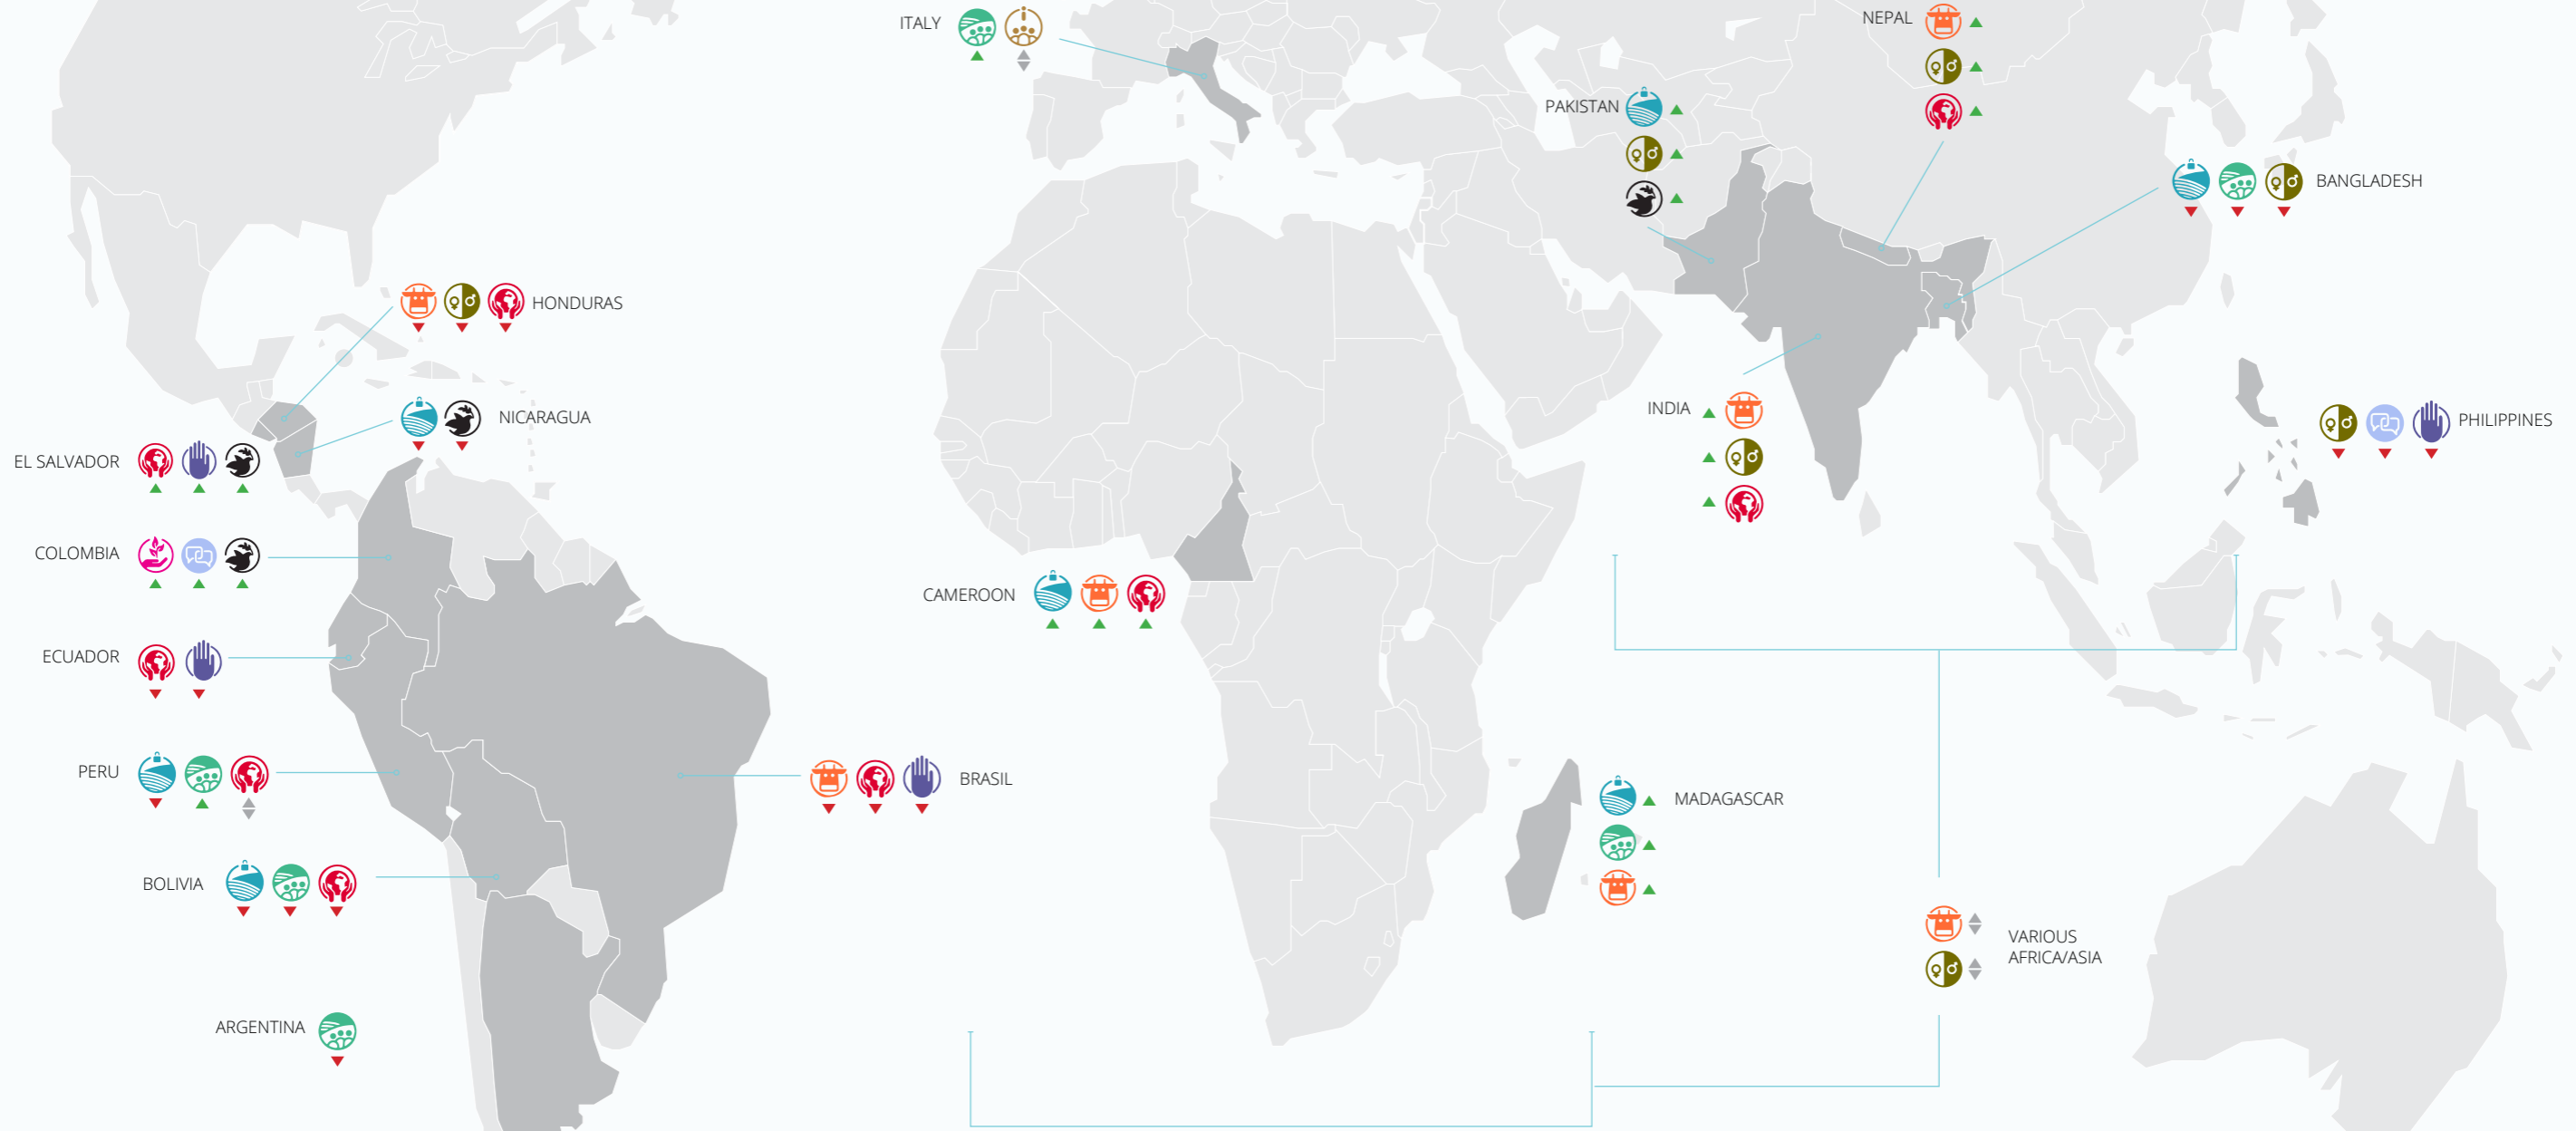 ITALY
NEPAL
PAKISTAN
BANGLADESH
HONDURAS
NICARAGUA
INDIA
PHILIPPINES
EL SALVADOR
COLOMBIA
CAMEROON
ECUADOR
PERU
BRASIL
MADAGASCAR
BOLIVIA
VARIOUS
AFRICA/ASIA
ARGENTINA